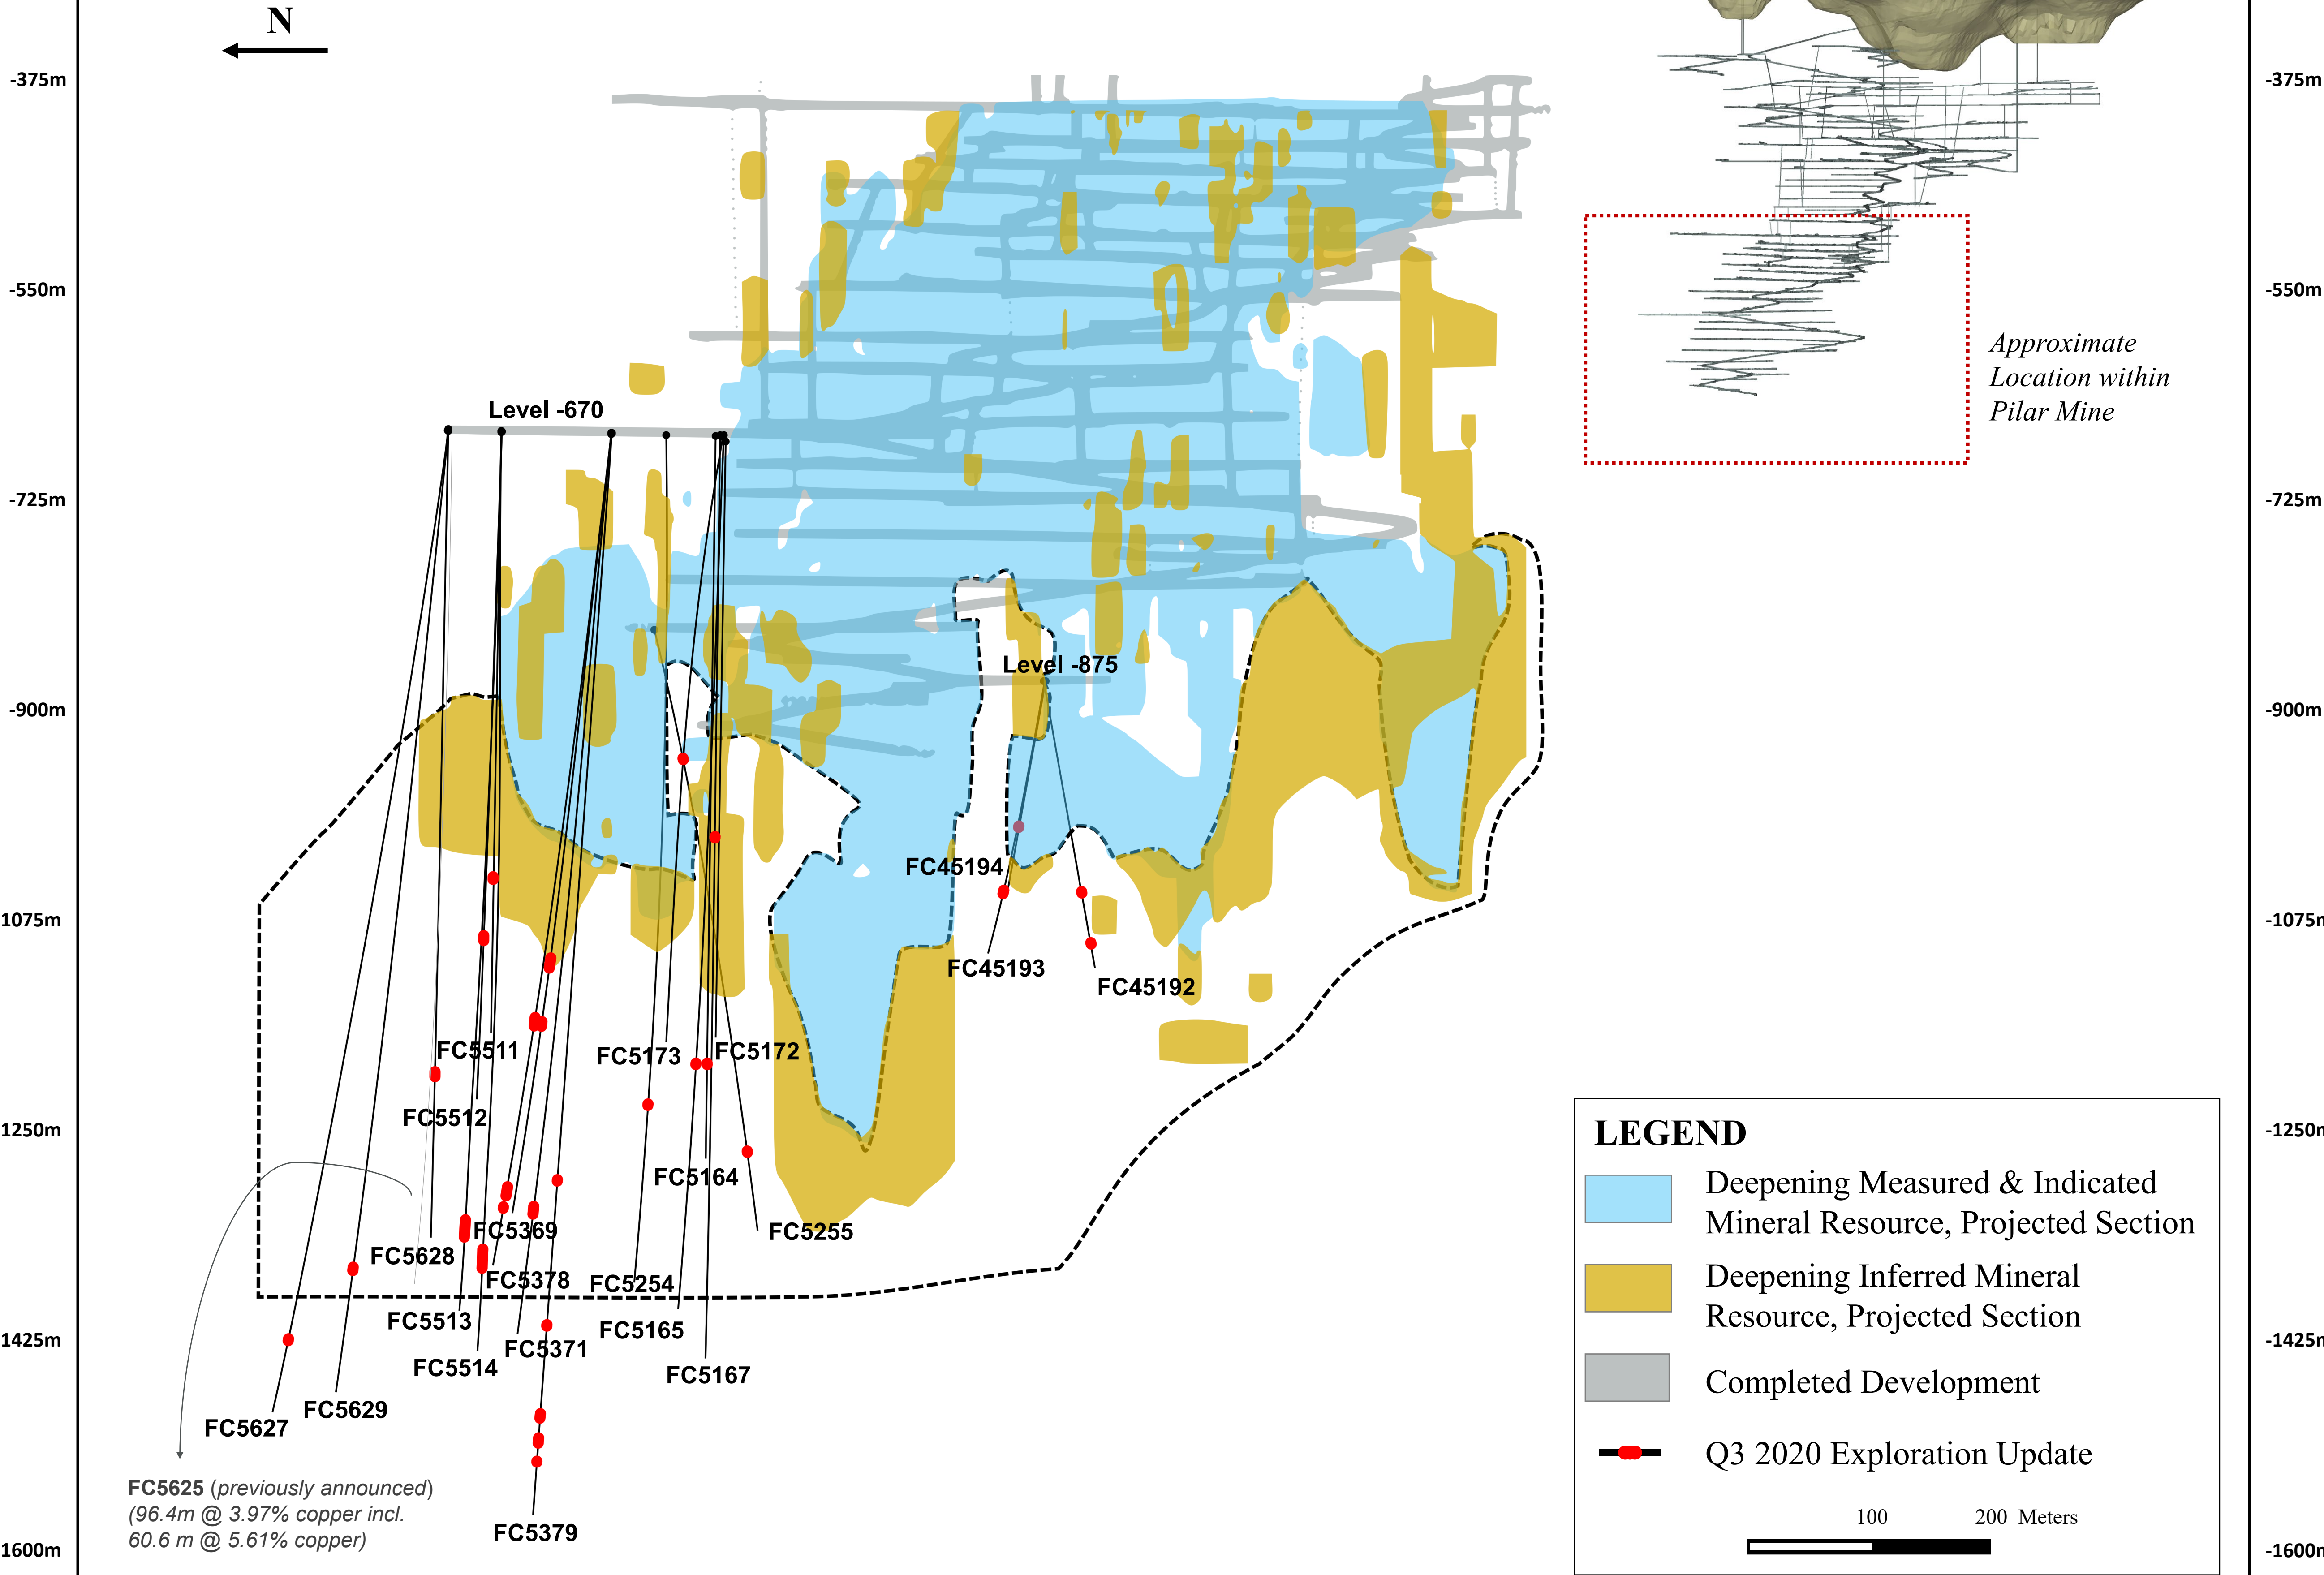 N
-375m
-375m
-550m
-550m
Approximate
Location within
Pilar Mine
Level -670
-725m
-725m
Level -875
-900m
-900m
FC45194
1075m
-1075m
FC45193
FC45192
FC5511
FC5173
FC5172
FC5512
1250m
-1250m
FC5164
FC5369
FC5255
FC5628
FC5378
FC5254
FC5513
FC5165
1425m
-1425m
FC5371
FC5514
FC5167
FC5629
FC5627
FC5625 (previously announced)
(96.4m @ 3.97% copper incl.
60.6 m @ 5.61% copper)
FC5379
1600m
-1600m
LEGEND
Deepening Measured & Indicated
Mineral Resource, Projected Section
Deepening Inferred Mineral
Resource, Projected Section
Completed Development
Q3 2020 Exploration Update
100 200 Meters